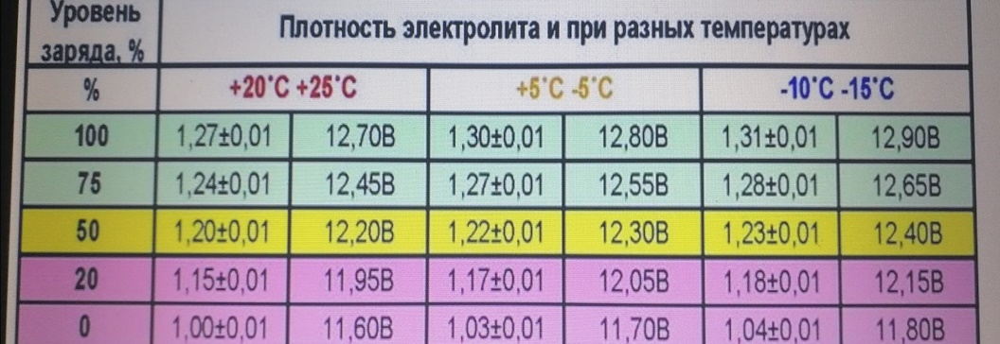 Уровень
заряда, %
Плотность электролита и при разных температурах
% +20°C +25°C +5°C -5°C -10°C -15°C
100 1,27±0,01 12,70В 1,30±0,01 12,80В 1,31±0,01 12,90В
75 1,24±0,01 12,45В 1,27±0,01 12,55В 1,28±0,01 12,65В
50 1,20±0,01 12,20В 1,22±0,01 12,30В 1,23±0,01 12,40В
20 1,15±0,01 11,95В 1,17±0,01 12,05В 1,18±0,01 12,15В
0 1,00±0,01 11,60В 1,03±0,01 11,70В 1,04±0,01 11,80В